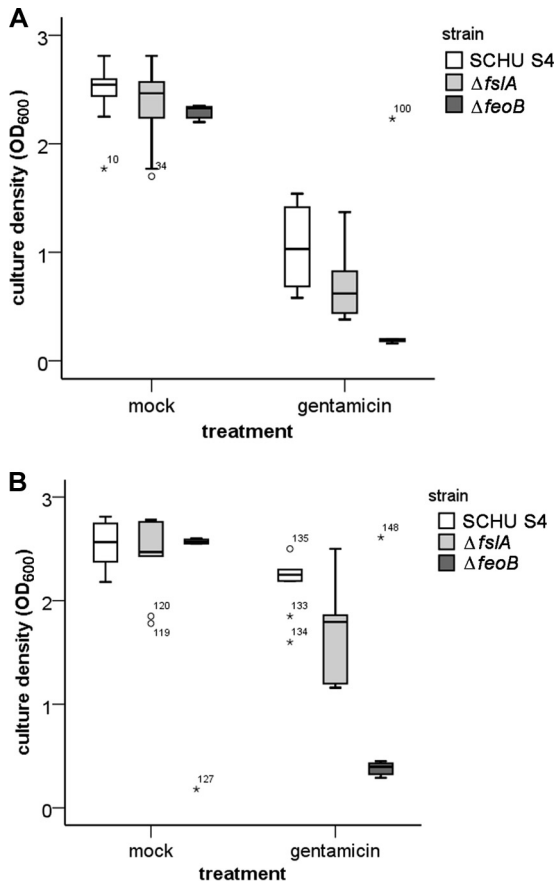 A
strain
SCHU S4
ΔfslA
ΔfeoB
culture density (OD600)
3
2
1
0
10
34
100
mock
gentamicin
treatment
B
strain
SCHU S4
ΔfslA
ΔfeoB
culture density (OD600)
3
2
1
0
120
119
127
135
133
134
148
mock
gentamicin
treatment